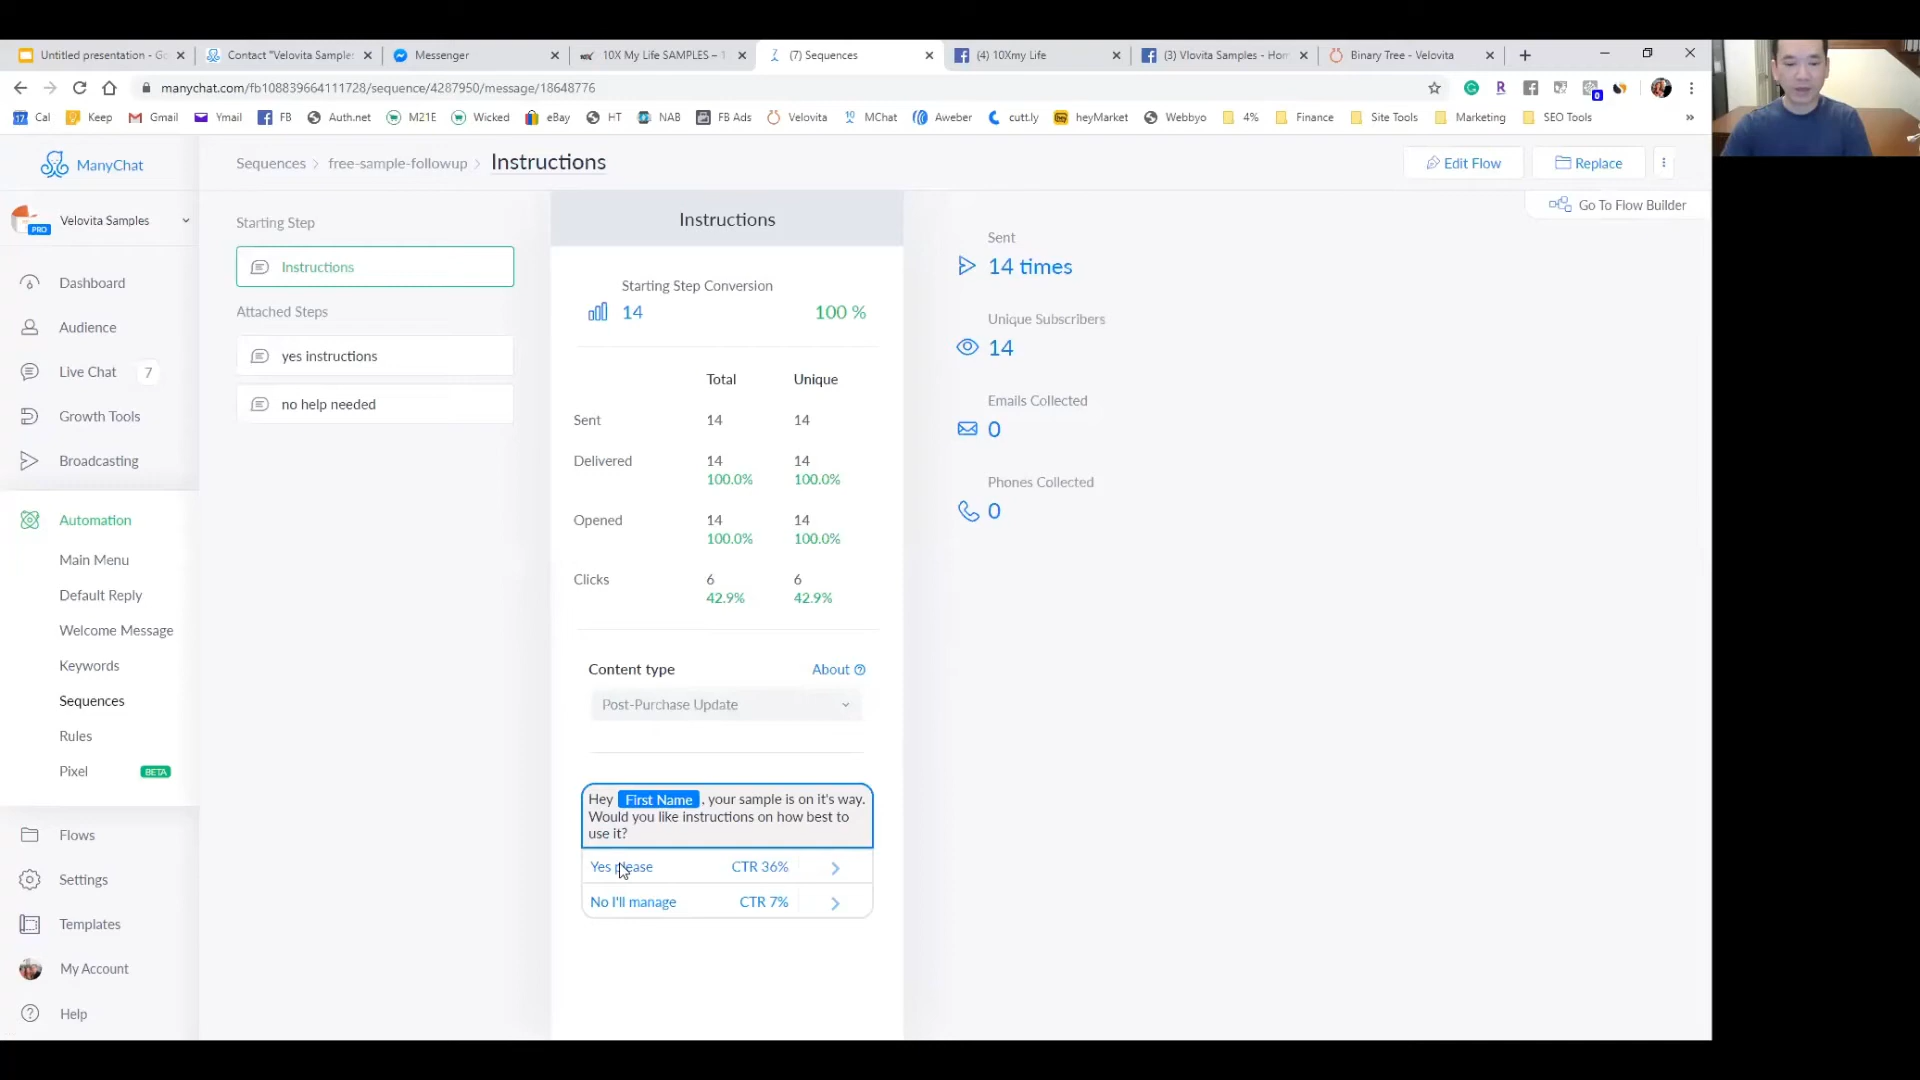 Untitled presentation - Go
Contact "Velovita Sample
Messenger
10X My Life SAMPLES – 1
(7) Sequences
(4) 10Xmy Life
(3) Vlovita Samples - Hom
Binary Tree - Velovita
manychat.com/fb108839664111728/sequence/4287950/message/18648776
0
17 Cal
Keep
Gmail
Ymail
FB
Auth.net
M21E
Wicked
eBay
HT
NAB
FB Ads
Velovita
MChat
Aweber
cutt.ly
heyMarket
Webbyo
4%
Finance
Site Tools
Marketing
SEO Tools
ManyChat
Sequences > free-sample-followup > Instructions
Edit Flow
Replace
Go To Flow Builder
PRO
Velovita Samples
Dashboard
Audience
Live Chat 7
Growth Tools
Broadcasting
Automation
Main Menu
Default Reply
Welcome Message
Keywords
Sequences
Rules
Pixel BETA
Flows
Settings
Templates
My Account
Help
Starting Step
Instructions
Attached Steps
yes instructions
no help needed
Instructions
Starting Step Conversion
14 100 %
Total Unique
Sent 14 14
Delivered 14 14
100.0% 100.0%
Opened 14 14
100.0% 100.0%
Clicks 6 6
42.9% 42.9%
Content type About
Post-Purchase Update
Hey First Name , your sample is on it's way.
Would you like instructions on how best to
use it?
Yes please CTR 36%
No I'll manage CTR 7%
Sent
14 times
Unique Subscribers
14
Emails Collected
0
Phones Collected
0